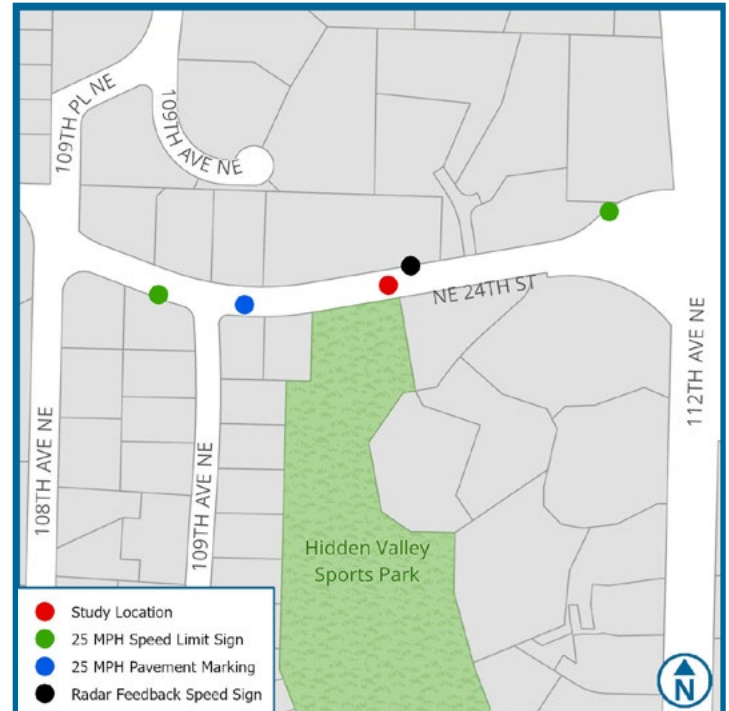 109TH PL NE
109TH AVE NE
NE 24TH ST
112TH AVE NE
108TH AVE NE
109TH AVE NE
Hidden Valley
Sports Park
Study Location
25 MPH Speed Limit Sign
25 MPH Pavement Marking
Radar Feedback Speed Sign
N